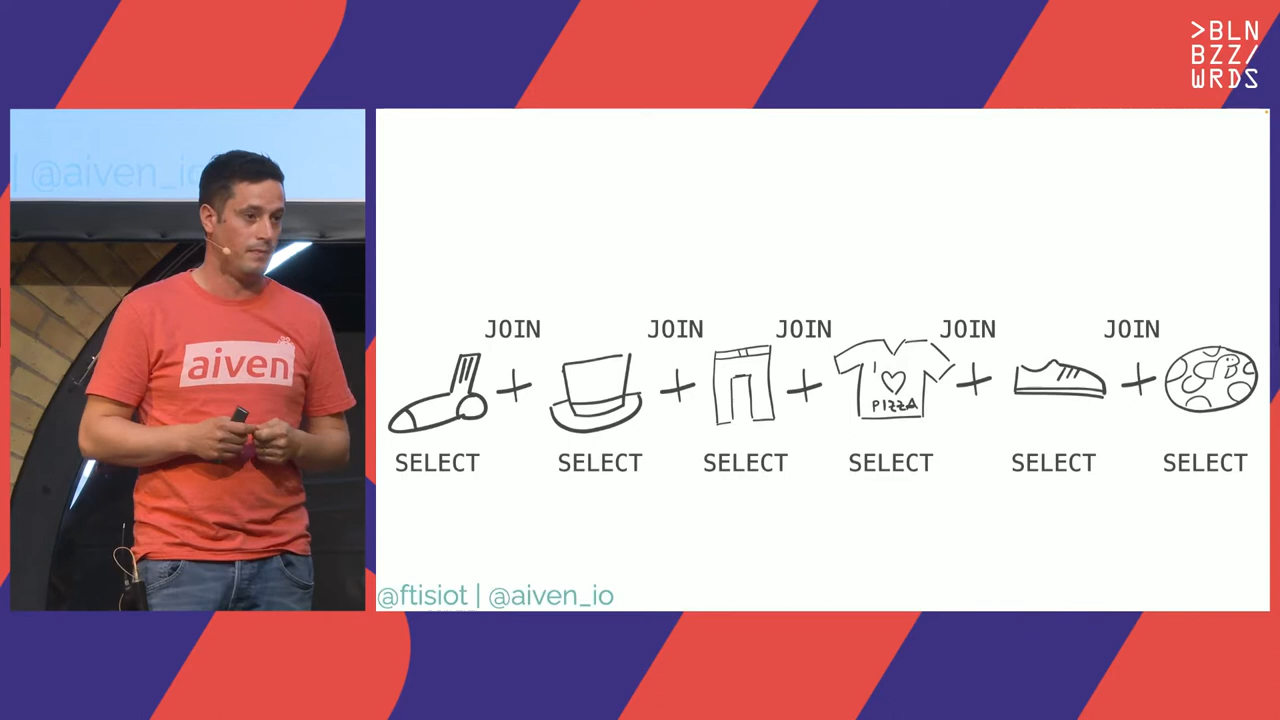 >BLN
BZZ/
WRDS
| @aiven_io
aiven
JOIN JOIN JOIN JOIN JOIN
I
PIZZA
SELECT SELECT SELECT SELECT SELECT SELECT
@ftisiot | @aiven_io